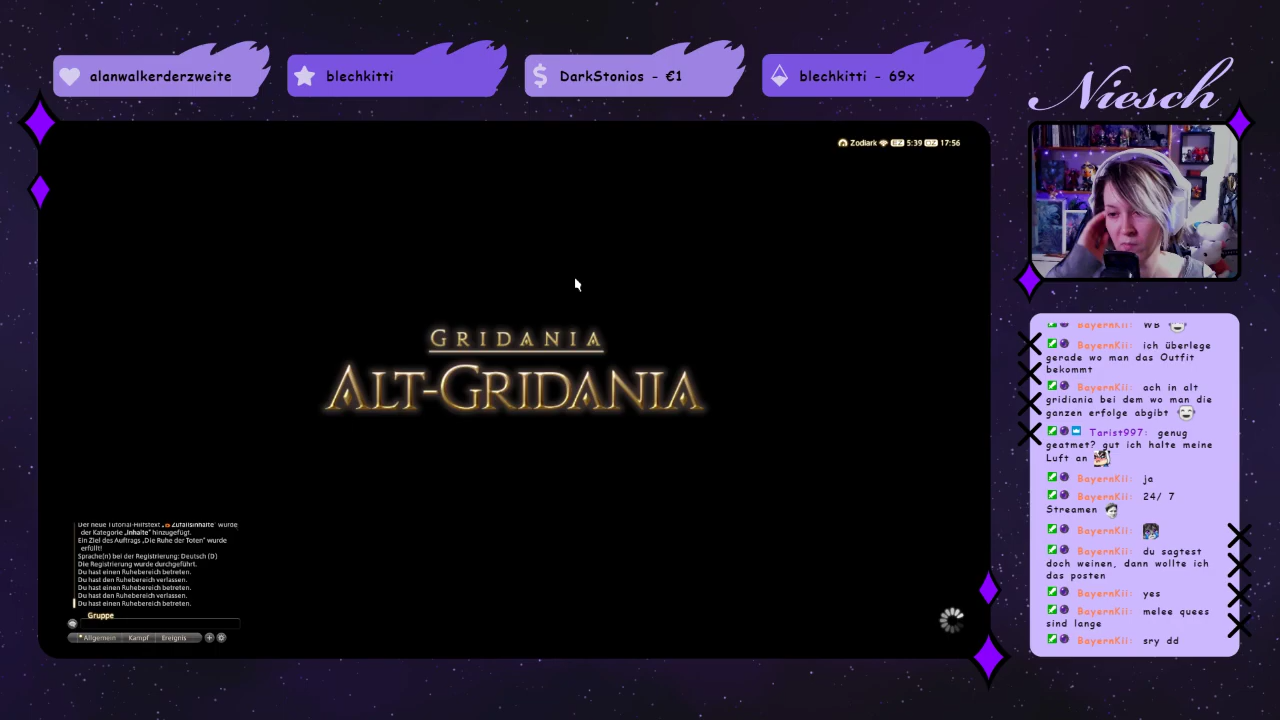 alanwalkerderzweite
blechkitti
DarkStonios - €1
blechkitti - 69x
Niesch
Zodiark EZ 5:39 OZ 17:56
GRIDANIA
ALT-GRIDANIA
Der neue Tutorial-Hilfstext „Zufallsinhalte“ wurde
der Kategorie „Inhalte“ hinzugefügt.
Ein Ziel des Auftrags „Die Ruhe der Toten“ wurde
erfüllt!
Sprache(n) bei der Registrierung: Deutsch (D)
Die Registrierung wurde durchgeführt.
Du hast einen Ruhebereich betreten.
Du hast den Ruhebereich verlassen.
Du hast einen Ruhebereich betreten.
Du hast den Ruhebereich verlassen.
Du hast einen Ruhebereich betreten.
Gruppe
Allgemein Kampf Ereignis
BayernKii: WB
BayernKii: ich überlege
gerade wo man das Outfit
bekommt
BayernKii: ach in alt
gridiania bei dem wo man die
ganzen erfolge abgibt
Tarist997: genug
geatmet? gut ich halte meine
Luft an
BayernKii: ja
BayernKii: 24/ 7
Streamen
BayernKii:
BayernKii: du sagtest
doch weinen, dann wollte ich
das posten
BayernKii: yes
BayernKii: melee quees
sind lange
BayernKii: sry dd